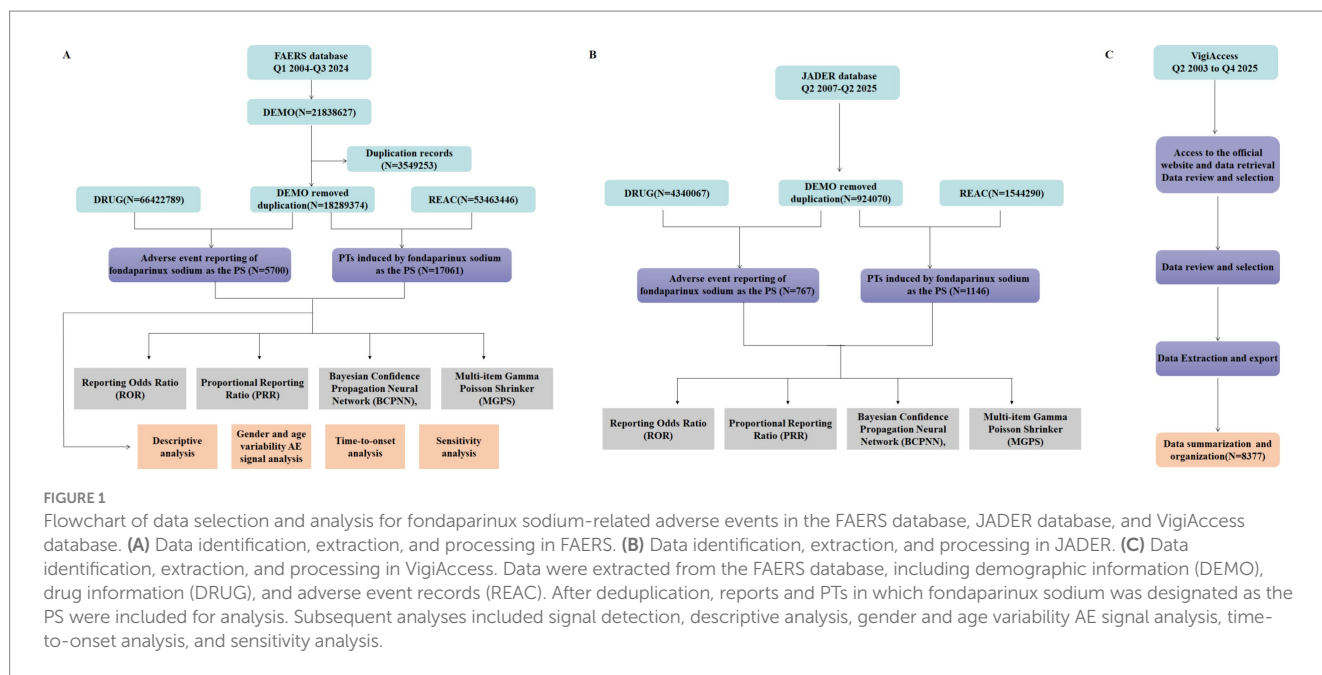 A
FAERS database
Q1 2004-Q3 2024
DEMO(N=21838627)
Duplication records
(N=3549253)
DRUG(N=66422789)
DEMO removed
duplication(N=18289374)
REAC(N=53463446)
Adverse event reporting of
fondaparinux sodium as the PS (N=5700)
PTs induced by fondaparinux sodium
as the PS (N=17061)
Reporting Odds Ratio
(ROR)
Proportional Reporting
Ratio (PRR)
Bayesian Confidence
Propagation Neural
Network (BCPNN),
Multi-item Gamma
Poisson Shrinker
(MGPS)
Descriptive
analysis
Gender and age
variability AE
signal analysis
Time-to-onset
analysis
Sensitivity
analysis
B
JADER database
Q2 2007-Q2 2025
DRUG(N=4340067)
DEMO removed
duplication(N=924070)
REAC(N=1544290)
Adverse event reporting of
fondaparinux sodium as the PS(N=767)
PTs induced by fondaparinux sodium
as the PS (N=1146)
Reporting Odds Ratio
(ROR)
Proportional Reporting
Ratio (PRR)
Bayesian Confidence
Propagation Neural
Network (BCPNN),
Multi-item Gamma
Poisson Shrinker
(MGPS)
C
VigiAccess
Q2 2003 to Q4 2025
Access to the official
website and data retrieval
Data review and selection
Data review and selection
Data Extraction and export
Data summarization and
organization(N=8377)
FIGURE 1
Flowchart of data selection and analysis for fondaparinux sodium-related adverse events in the FAERS database, JADER database, and VigiAccess
database. (A) Data identification, extraction, and processing in FAERS. (B) Data identification, extraction, and processing in JADER. (C) Data
identification, extraction, and processing in VigiAccess. Data were extracted from the FAERS database, including demographic information (DEMO),
drug information (DRUG), and adverse event records (REAC). After deduplication, reports and PTs in which fondaparinux sodium was designated as the
PS were included for analysis. Subsequent analyses included signal detection, descriptive analysis, gender and age variability AE signal analysis, time-
to-onset analysis, and sensitivity analysis.